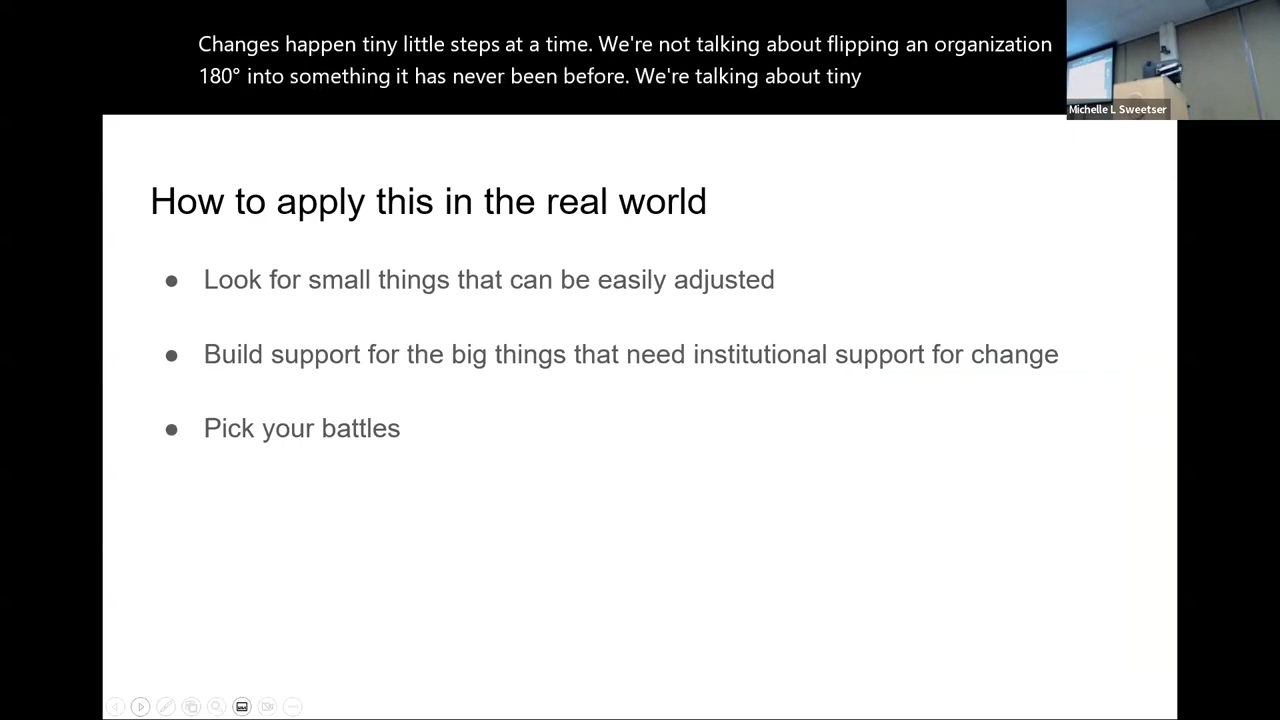 Changes happen tiny little steps at a time. We're not talking about flipping an organization
180° into something it has never been before. We're talking about tiny
Michelle L Sweetser
How to apply this in the real world
● Look for small things that can be easily adjusted
● Build support for the big things that need institutional support for change
● Pick your battles